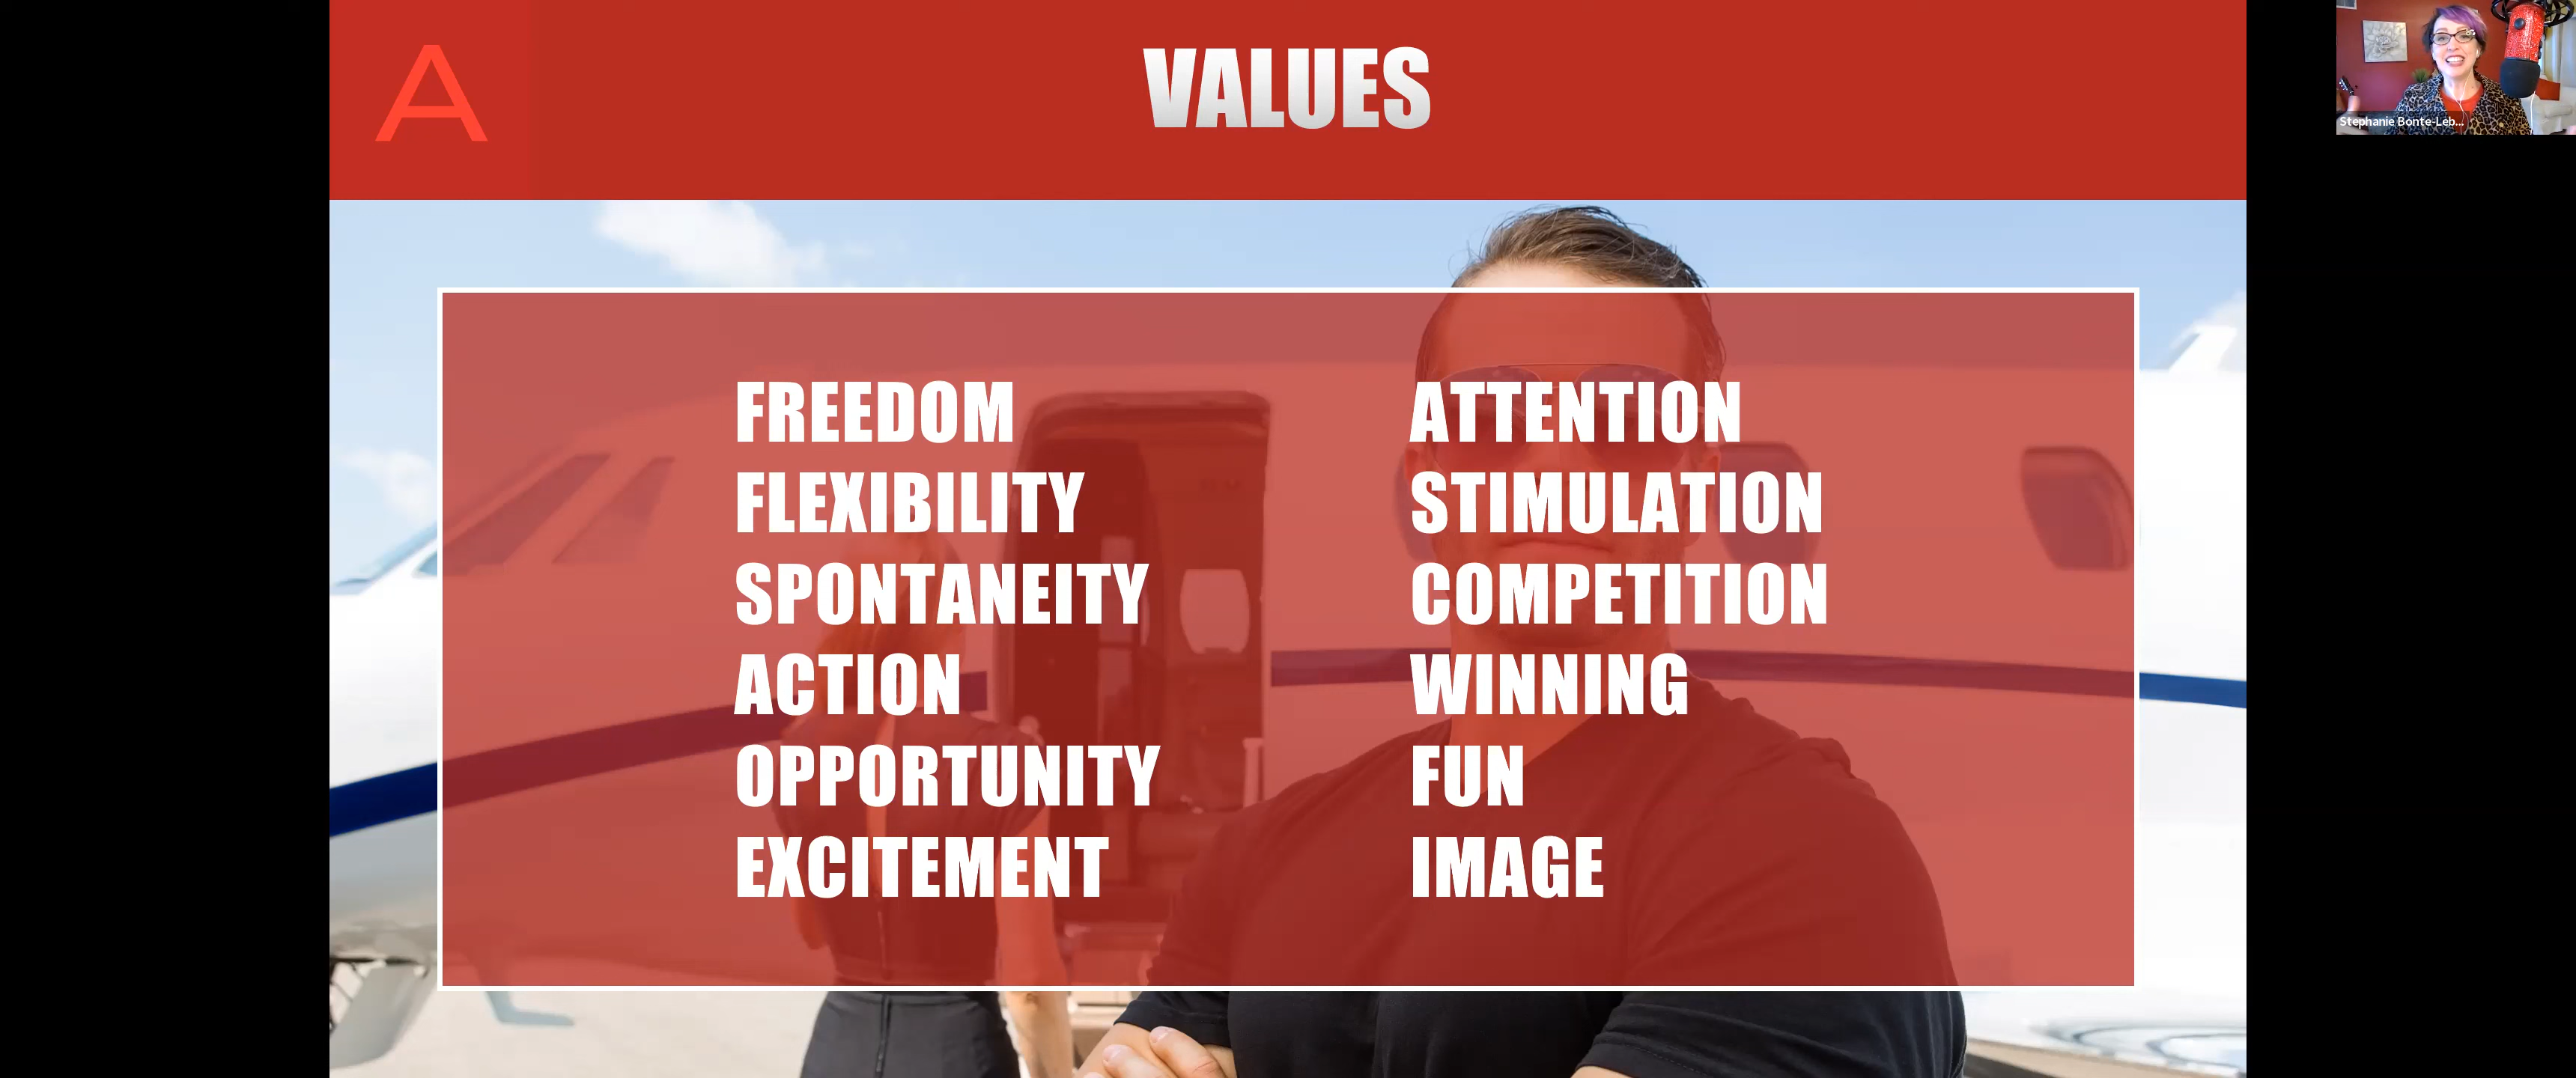 A
VALUES
Stephanie Bonte-Leb...
FREEDOM
FLEXIBILITY
SPONTANEITY
ACTION
OPPORTUNITY
EXCITEMENT
ATTENTION
STIMULATION
COMPETITION
WINNING
FUN
IMAGE